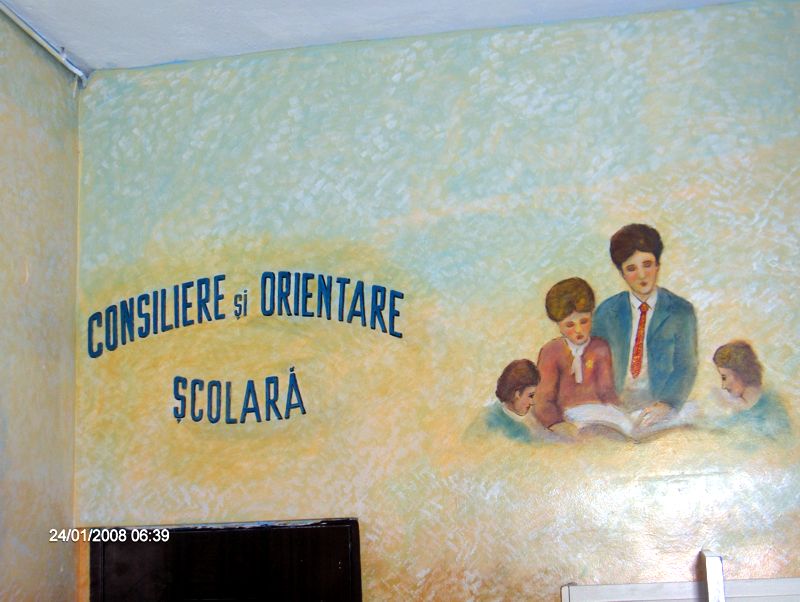 CONSILIERE și ORIENTARE
ȘCOLARĂ
24/01/2008 06:39